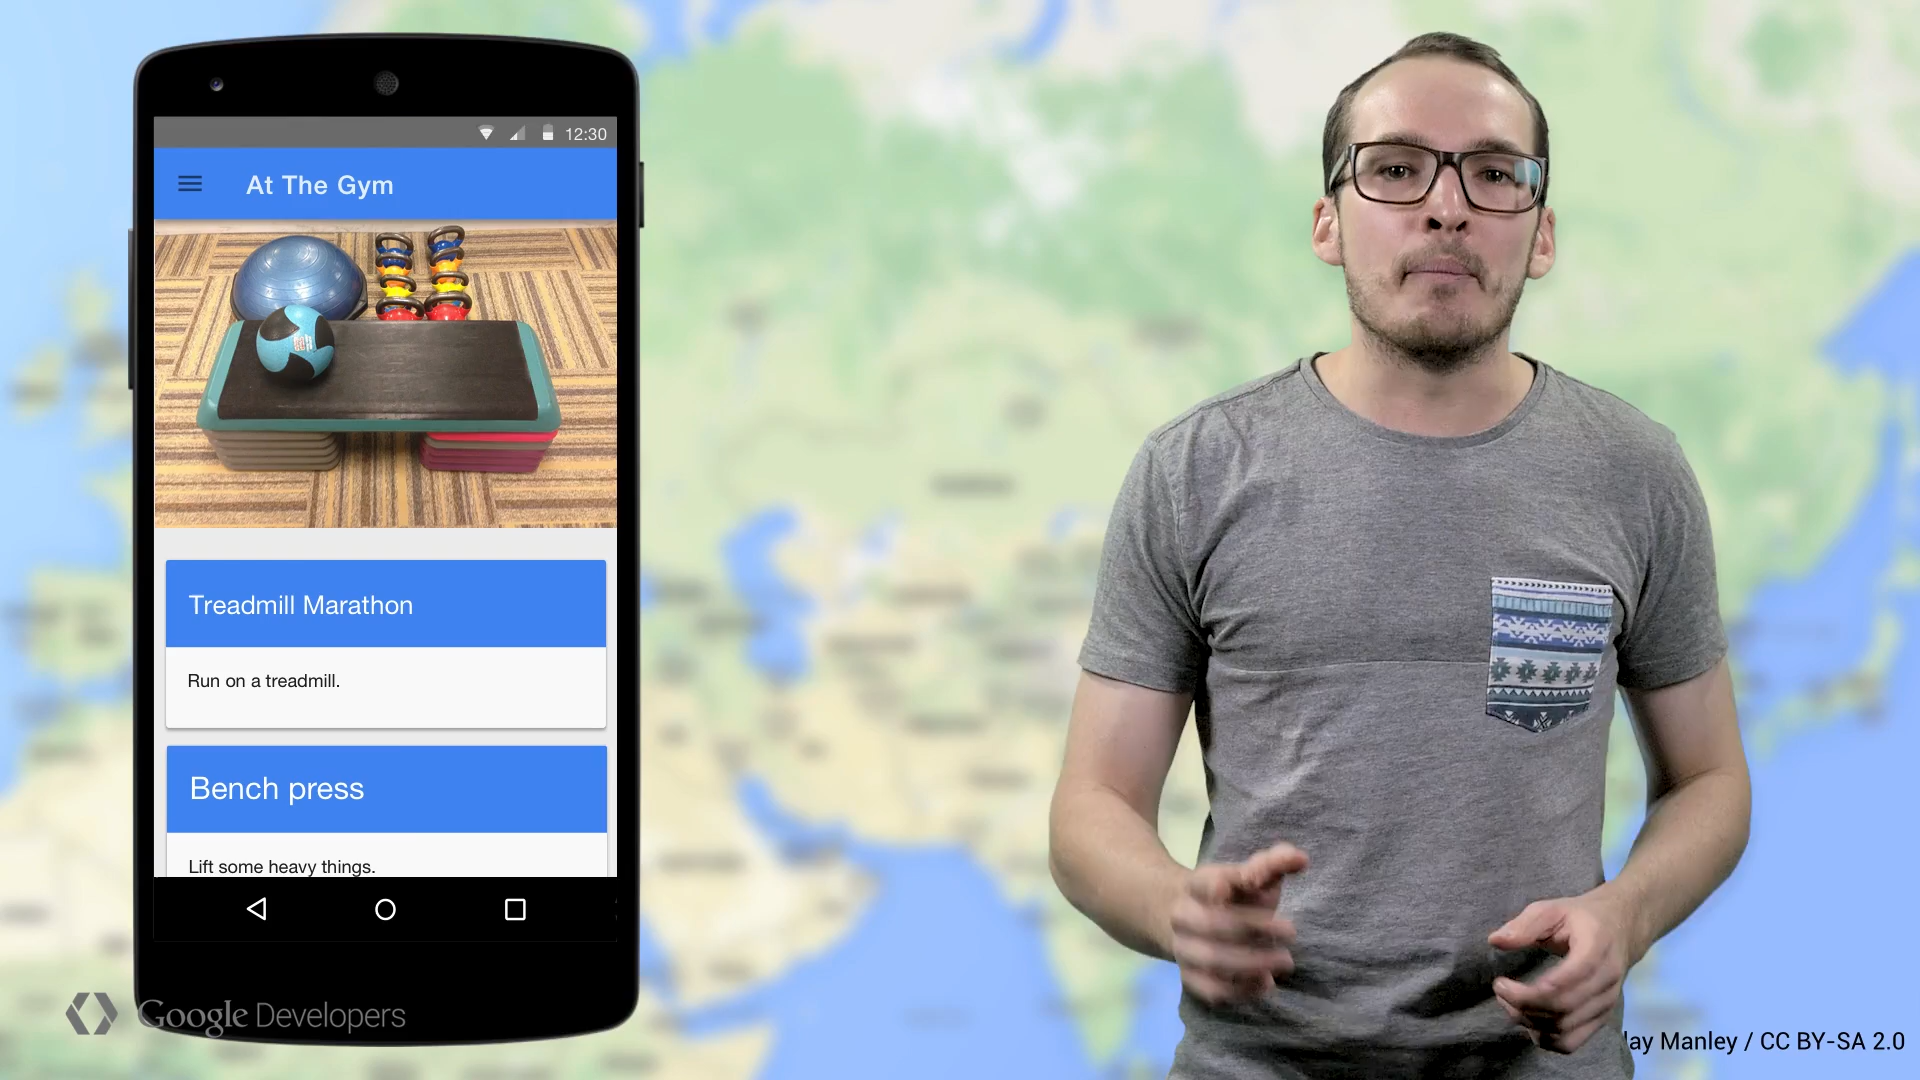 12:30
At The Gym
Treadmill Marathon
Run on a treadmill.
Bench press
Lift some heavy things.
Google Developers
Manley / CC BY-SA 2.0